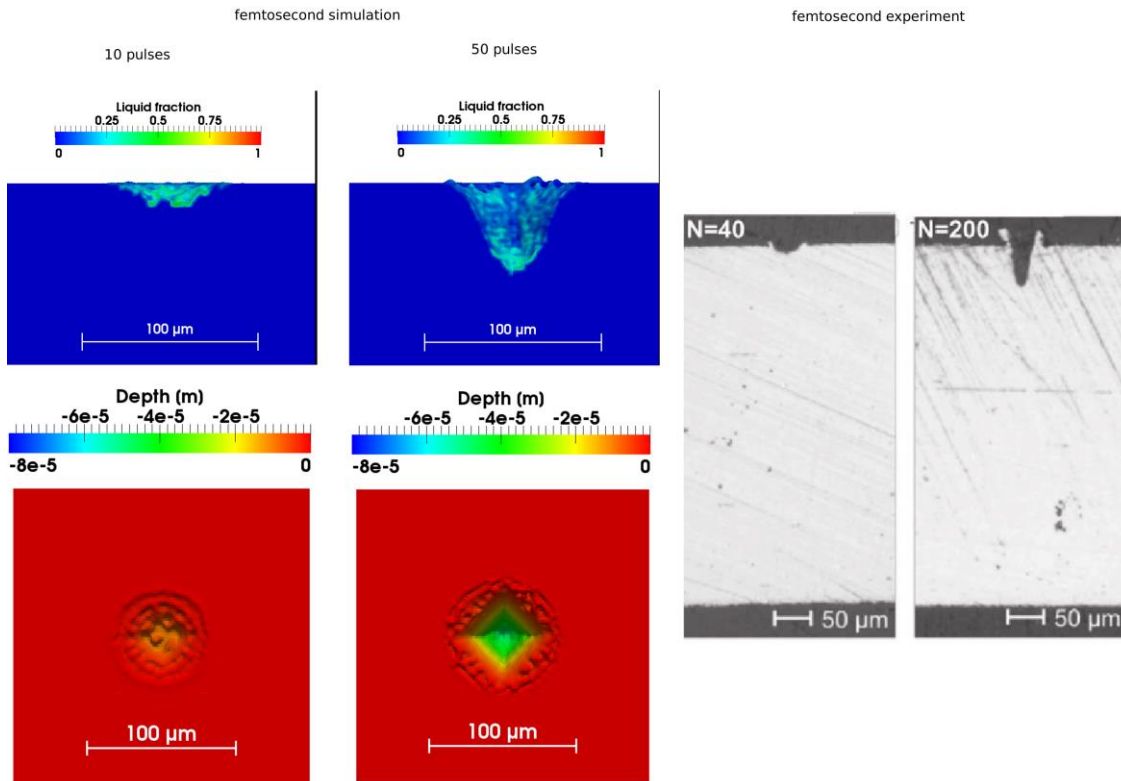 femtosecond simulation
femtosecond experiment
10 pulses
50 pulses
Liquid fraction
0.25 0.5 0.75
0 1
Liquid fraction
0.25 0.5 0.75
0 1
100 µm
100 µm
N=40
N=200
50 µm
50 µm
Depth (m)
-6e-5 -4e-5 -2e-5
-8e-5 0
Depth (m)
-6e-5 -4e-5 -2e-5
-8e-5 0
100 µm
100 µm